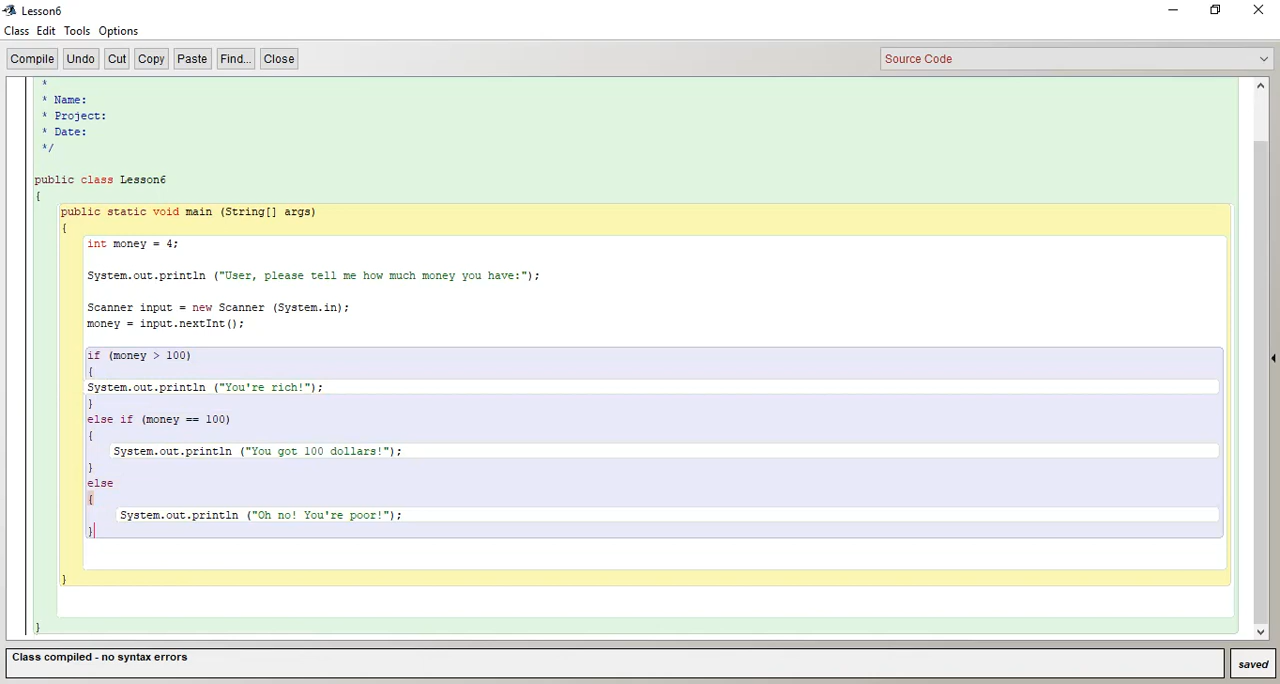 Lesson6
Class Edit Tools Options
Compile Undo Cut Copy Paste Find... Close Source Code
*
* Name:
* Project:
* Date:
*/
public class Lesson6
{
public static void main (String[] args)
{
int money = 4;
System.out.println ("User, please tell me how much money you have:");
Scanner input = new Scanner (System.in);
money = input.nextInt();
if (money > 100)
{
System.out.println ("You're rich!");
}
else if (money == 100)
{
System.out.println ("You got 100 dollars!");
}
else
{
System.out.println ("Oh no! You're poor!");
}
}
}
Class compiled - no syntax errors
saved